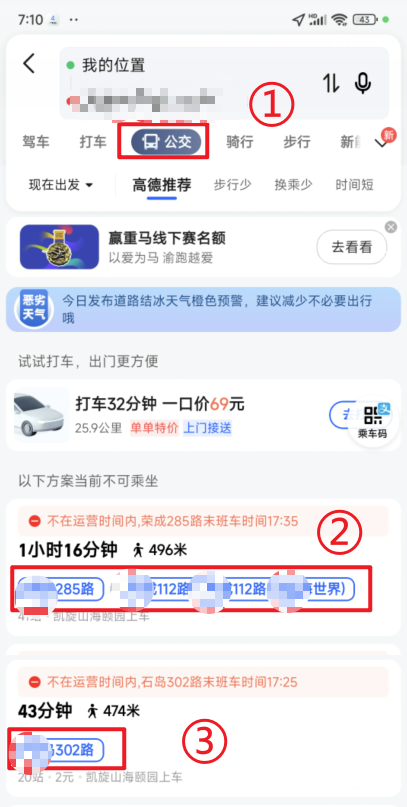 7:10
HD
43
我的位置
①
驾车 打车 公交 骑行 步行 新能
新
现在出发 高德推荐 步行少 换乘少 时间短
赢重马线下赛名额
以爱为马 渝跑越爱
去看看
恶劣天气
今日发布道路结冰天气橙色预警，建议减少不必要出行
哦
试试打车，出门更方便
打车32分钟 一口价69元
25.9公里 单单特价 上门接送
乘车码
以下方案当前不可乘坐
不在运营时间内,荣成285路末班车时间17:35
②
1小时16分钟 496米
285路 112路 112路 世界)
41站 · 凯旋山海颐园上车
不在运营时间内,石岛302路末班车时间17:25
43分钟 474米
③
302路
20站 · 2元 · 凯旋山海颐园上车